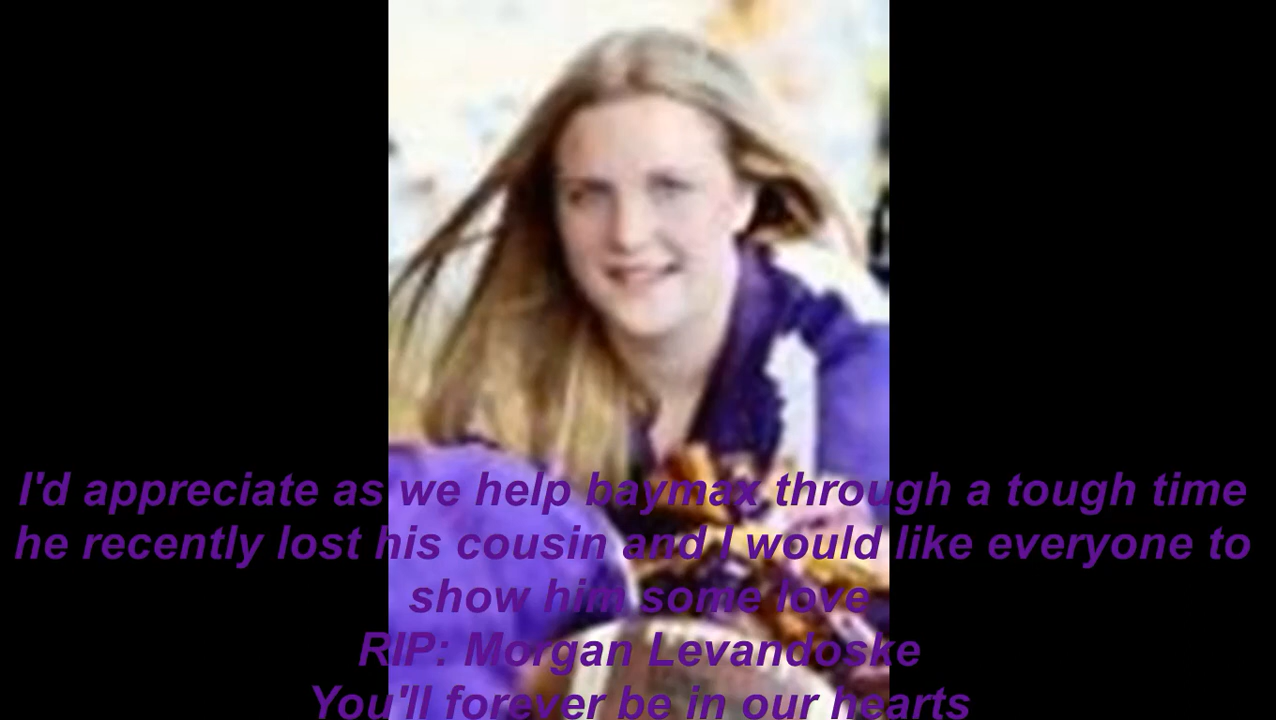 I'd appreciate as we help baymax through a tough time
he recently lost his cousin and I would like everyone to
show him some love
RIP: Morgan Levandoske
You'll forever be in our hearts